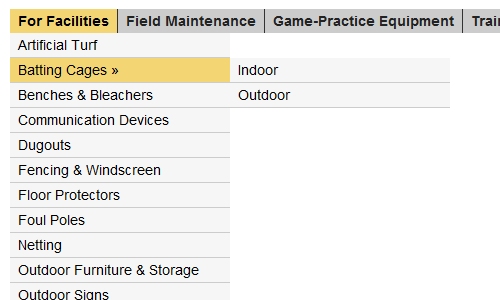 For Facilities Field Maintenance Game-Practice Equipment
Artificial Turf
Batting Cages » Indoor
Benches & Bleachers Outdoor
Communication Devices
Dugouts
Fencing & Windscreen
Floor Protectors
Foul Poles
Netting
Outdoor Furniture & Storage
Outdoor Signs